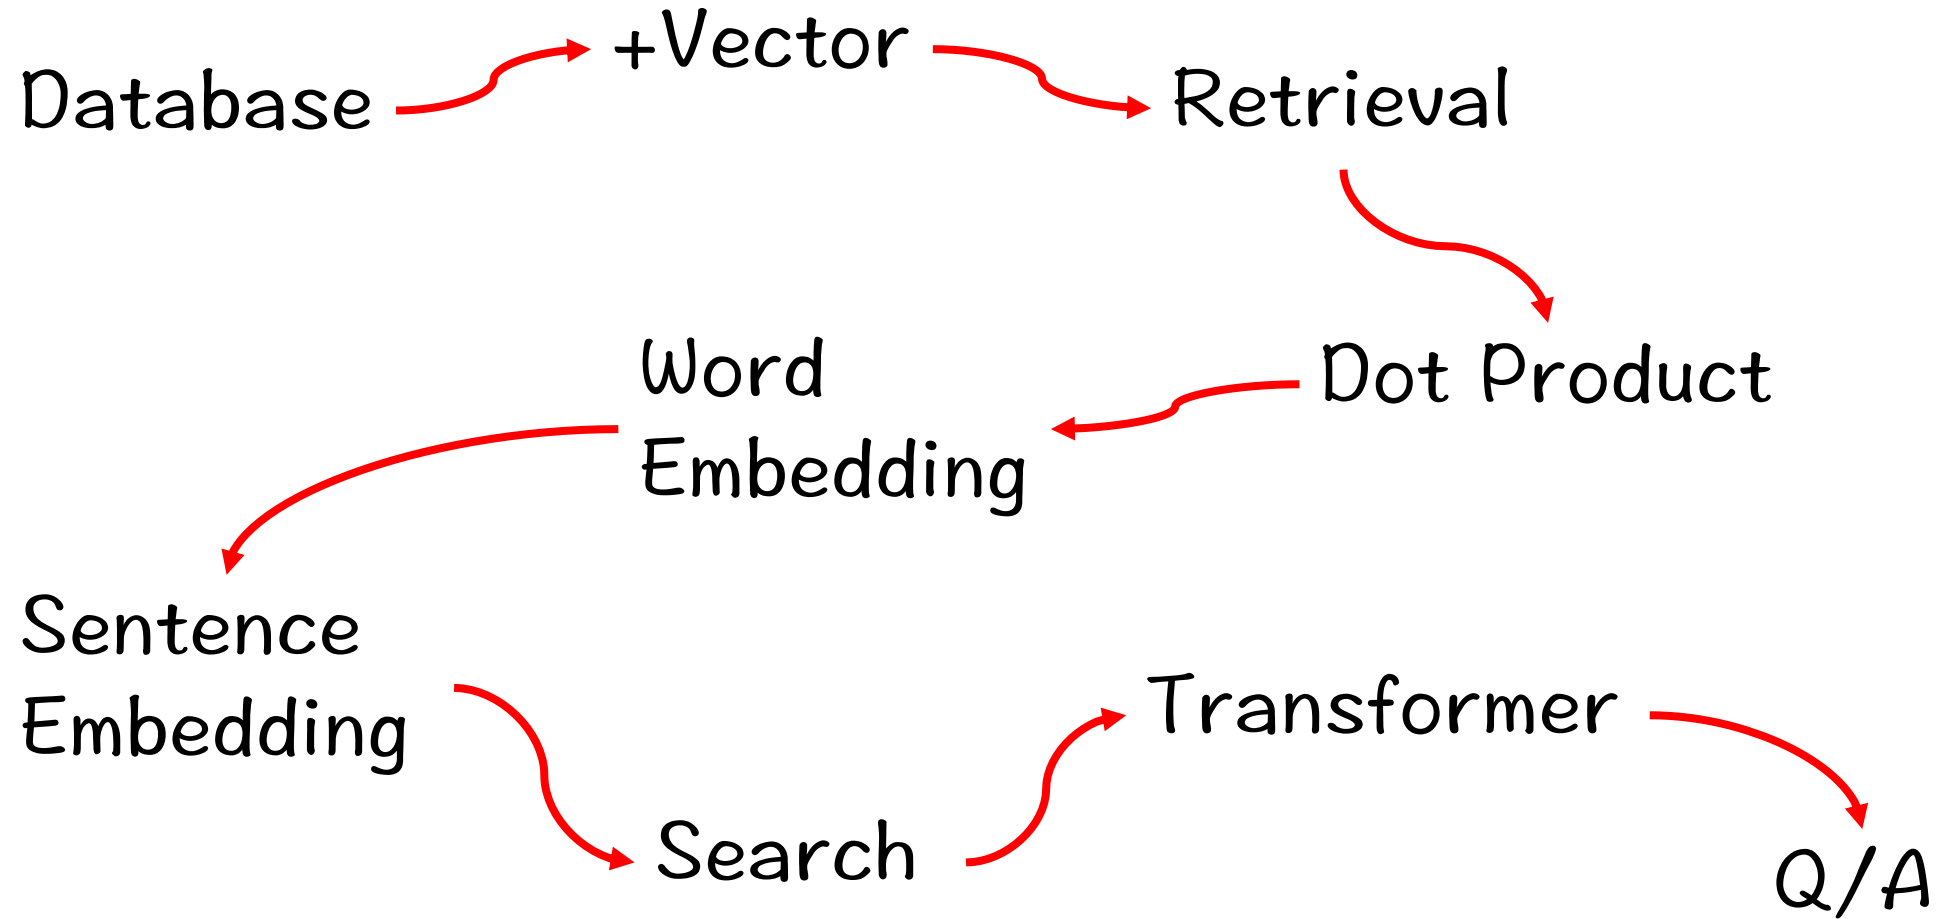 Database
+Vector
Retrieval
Dot Product
Word
Embedding
Sentence
Embedding
Search
Transformer
Q/A